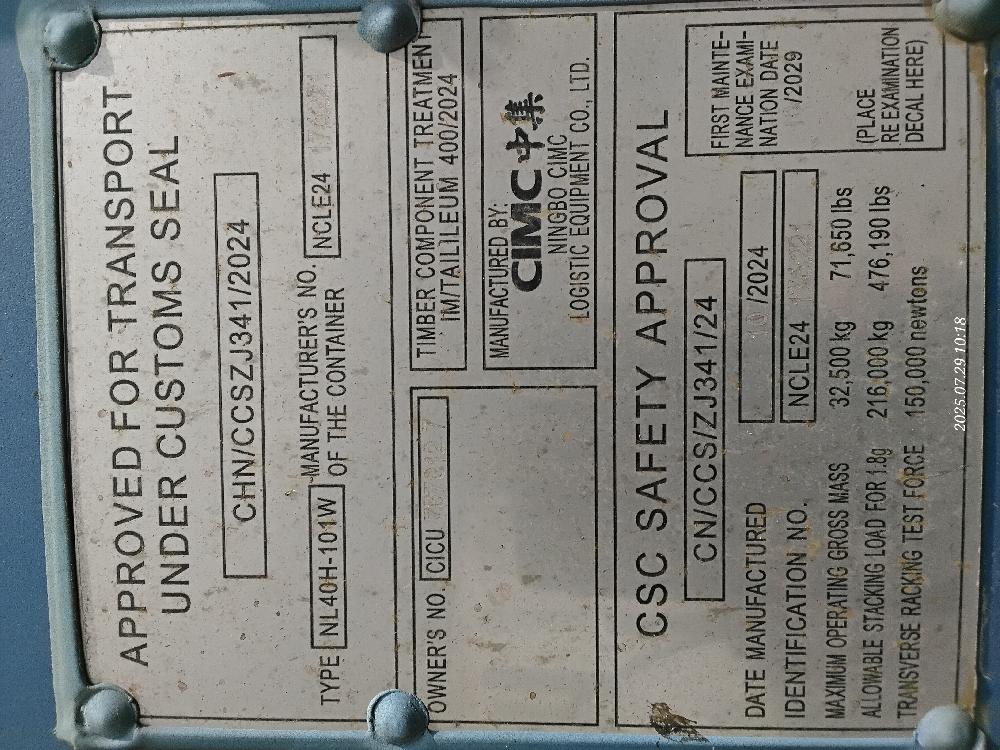 APPROVED FOR TRANSPORT
UNDER CUSTOMS SEAL
CHN/CCSZJ341/2024
TYPE NL40H-101W MANUFACTURER'S NO. OF THE CONTAINER NCLE24
OWNER'S NO. CICU
TIMBER COMPONENT TREATMENT
IM/TAILILEUM 400/2024
MANUFACTURED BY:
CIMC 中集
NINGBO CIMC
LOGISTIC EQUIPMENT CO., LTD.
CSC SAFETY APPROVAL
CN/CCS/ZJ341/24
DATE MANUFACTURED /2024
IDENTIFICATION NO. NCLE24
MAXIMUM OPERATING GROSS MASS 32,500 kg 71,650 lbs
ALLOWABLE STACKING LOAD FOR 1.8g 216,000 kg 476,190 lbs
TRANSVERSE RACKING TEST FORCE 150,000 newtons
FIRST MAINTE-
NANCE EXAMI-
NATION DATE
/2029
(PLACE
RE EXAMINATION
DECAL HERE)
2025.07.29 10:18